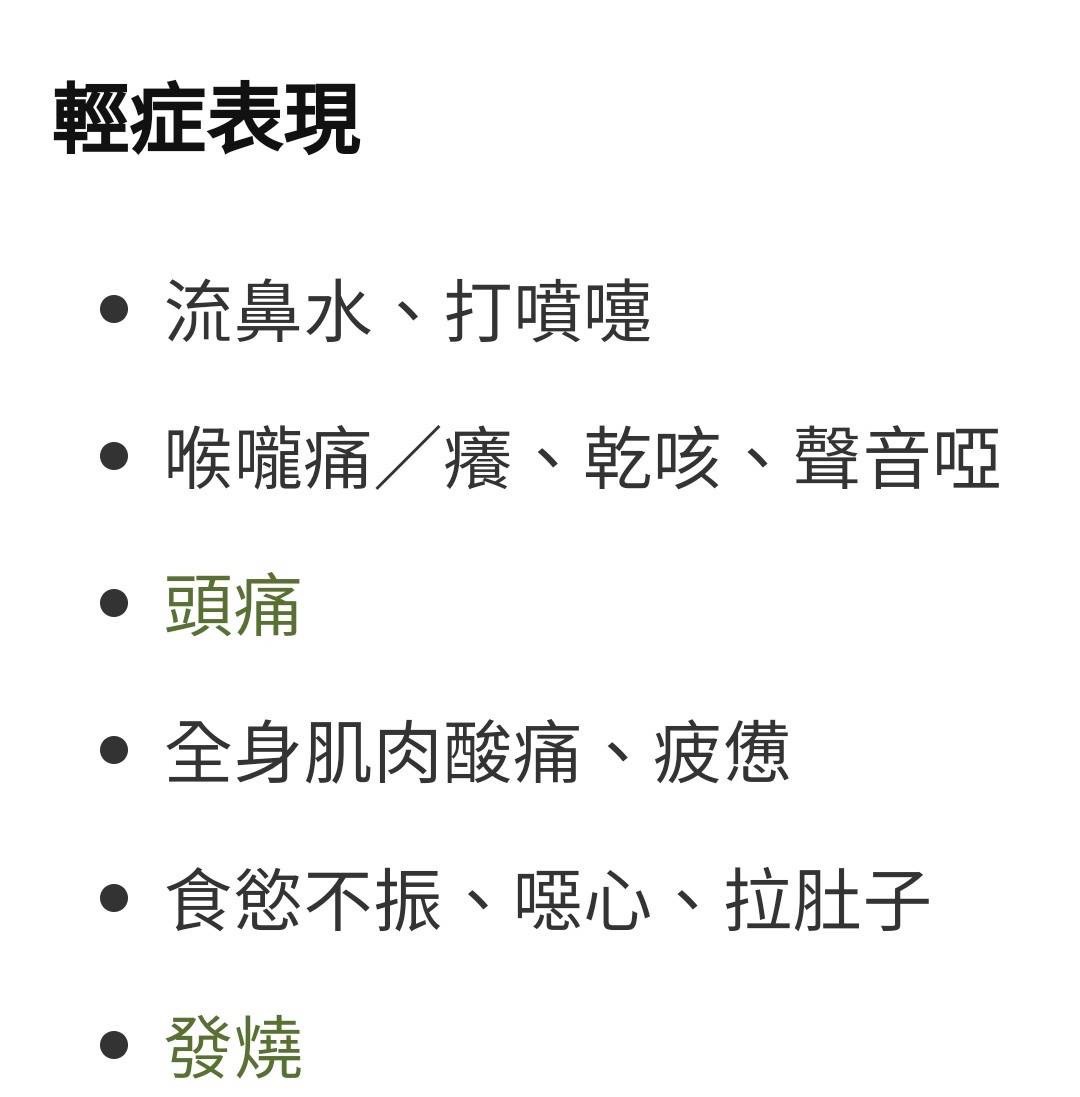 輕症表現
流鼻水、打噴嚏
喉嚨痛／癢、乾咳、聲音啞
頭痛
全身肌肉酸痛、疲憊
食慾不振、噁心、拉肚子
發燒